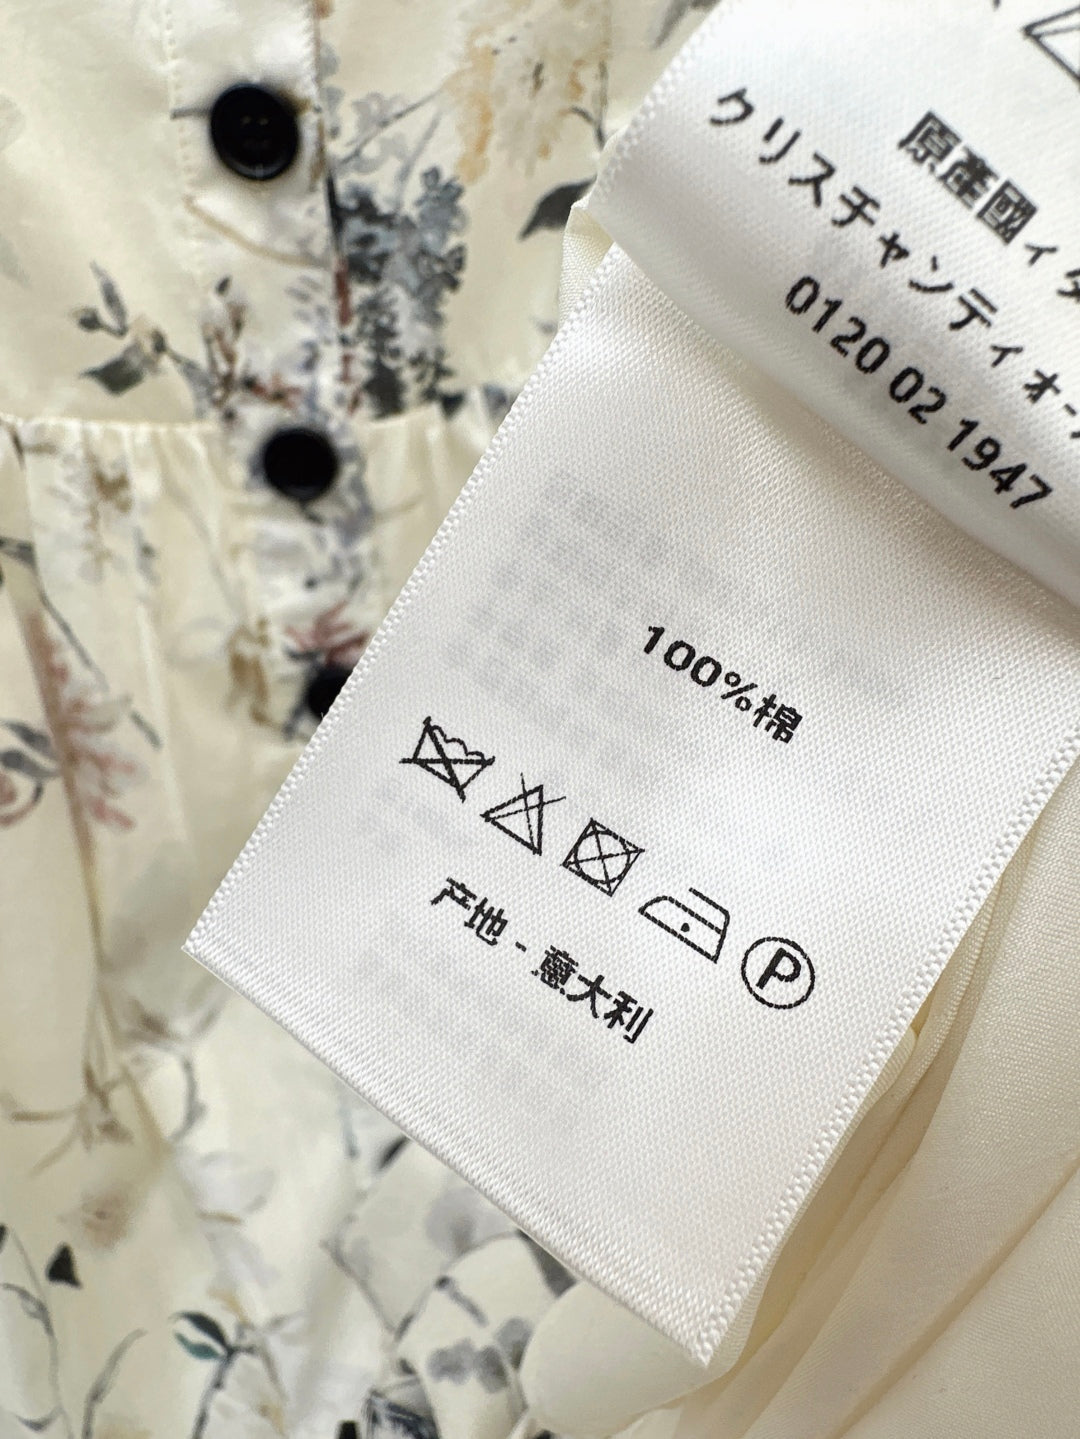 原產國イタ
クリスチャンディオー
0120 02 1947
100%棉
P
产地 - 意大利